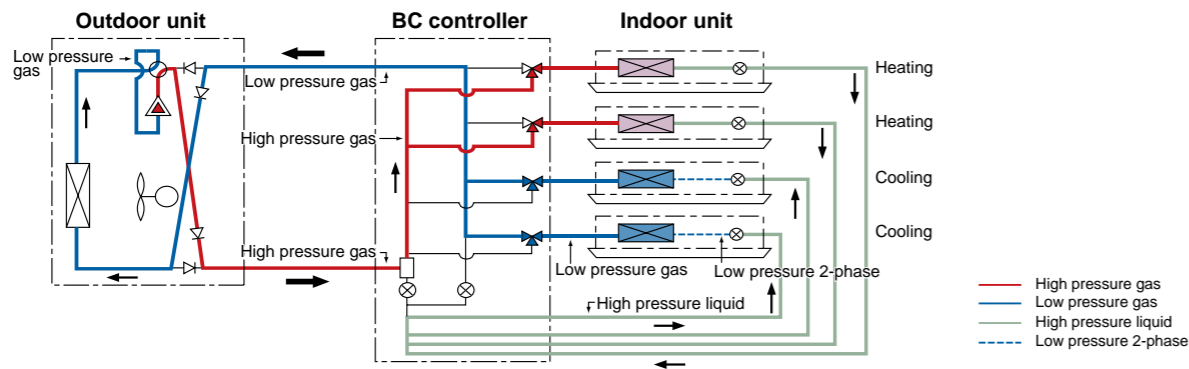 Outdoor unit
BC controller
Indoor unit
Low pressure
gas
Low pressure gas
High pressure gas
High pressure gas
Heating
Heating
Cooling
Cooling
Low pressure gas
Low pressure 2-phase
High pressure liquid
High pressure gas
Low pressure gas
High pressure liquid
Low pressure 2-phase